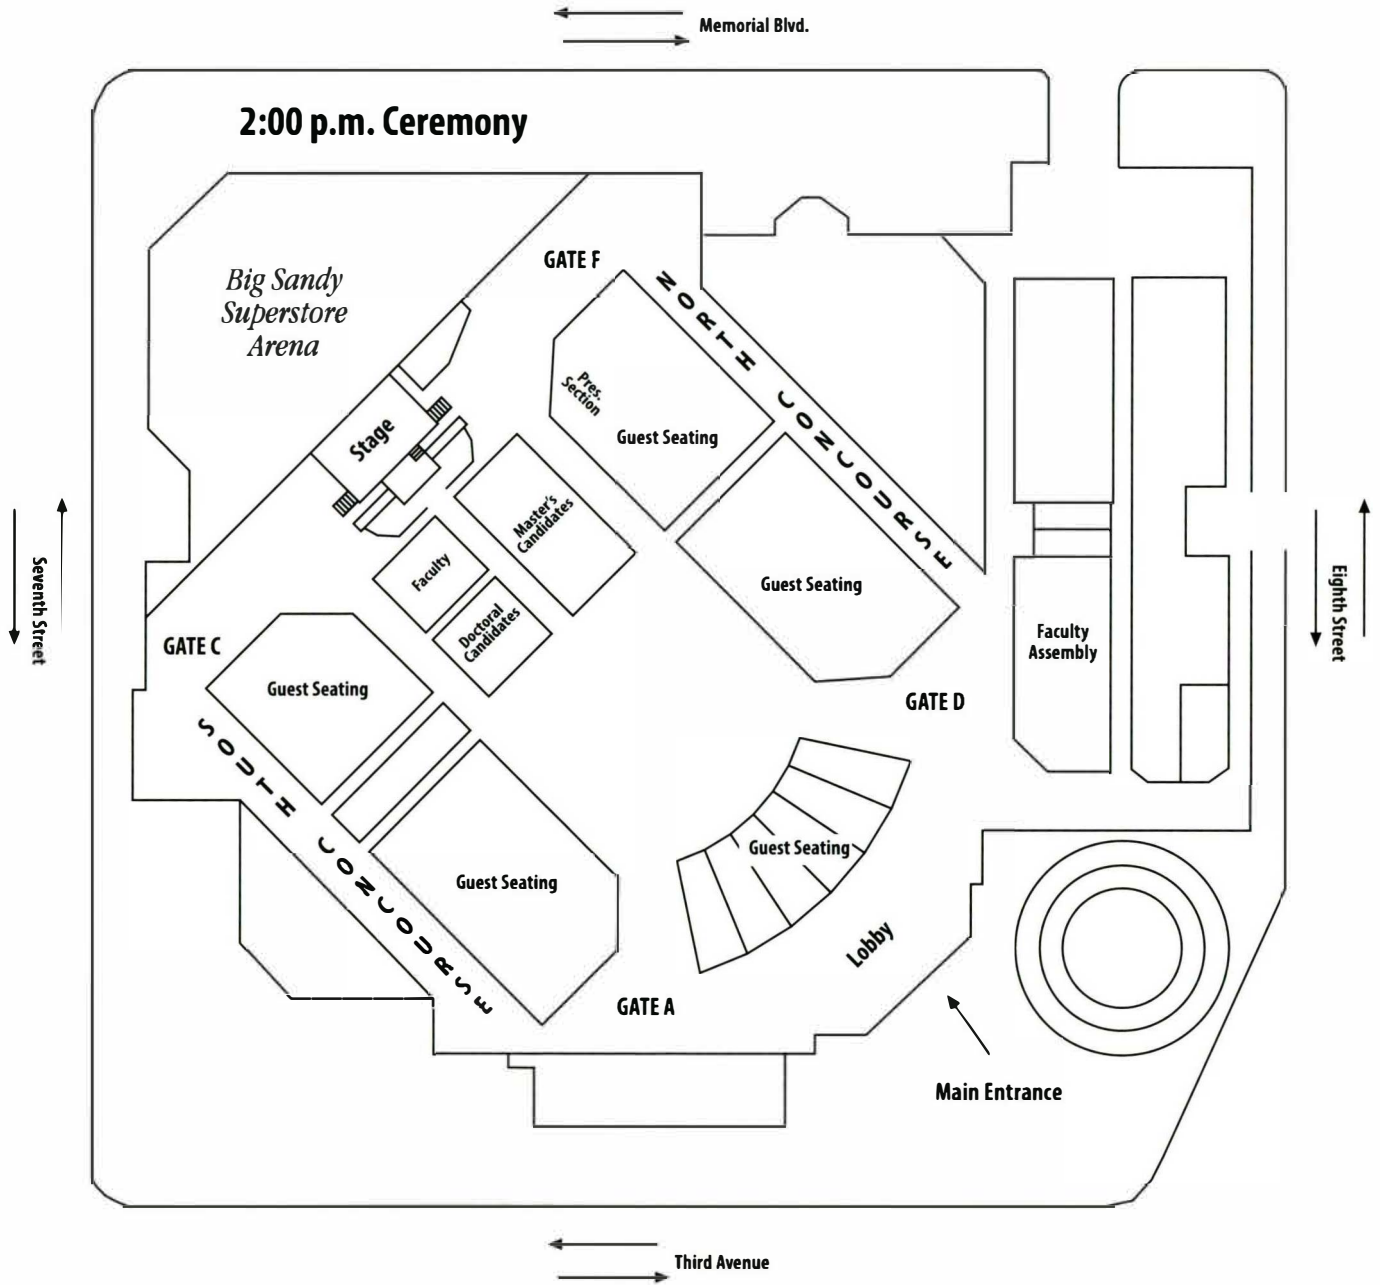 Memorial Blvd.
2:00 p.m. Ceremony
Big Sandy
Superstore
Arena
GATE F
NORTH CONCOURSE
Pres.
Section
Guest Seating
Stage
Master's
Candidates
Faculty
Doctoral
Candidates
Guest Seating
Seventh Street
Eighth Street
Faculty
Assembly
GATE C
Guest Seating
GATE D
SOUTH CONCOURSE
Guest Seating
Guest Seating
Lobby
GATE A
Main Entrance
Third Avenue